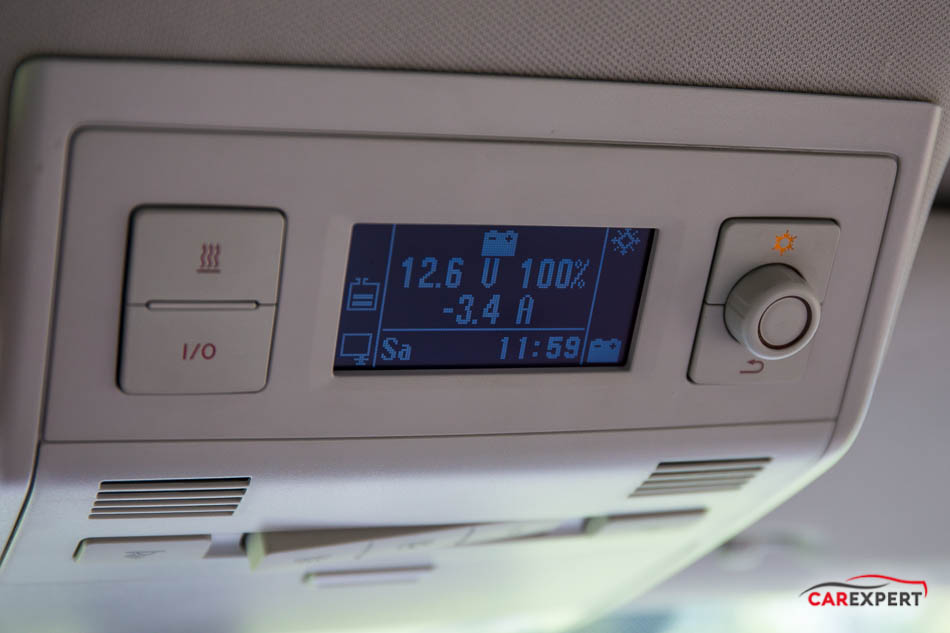 12.6 V 100%
-3.4 A
Sa 11:59
I/O
CAREXPERT